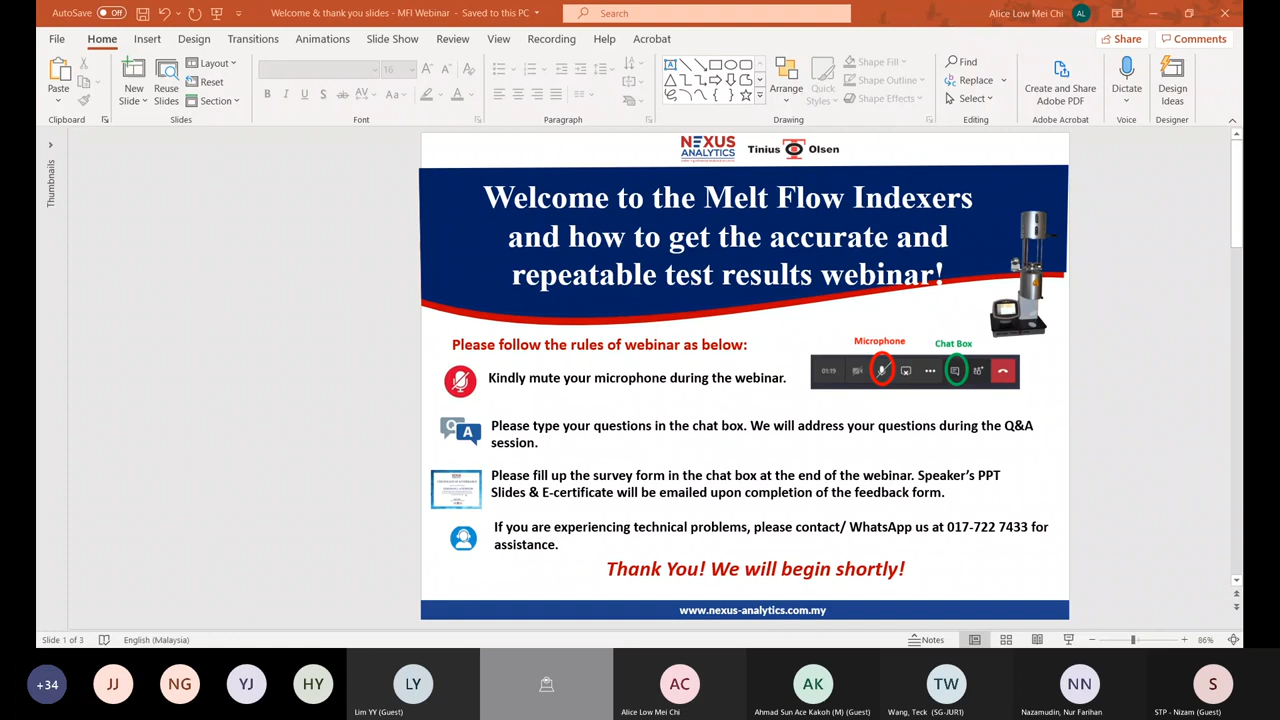 AutoSave Off
Welcome & thank you slides - MFI Webinar - Saved to this PC
Search
Alice Low Mei Chi AL
File Home Insert Design Transitions Animations Slide Show Review View Recording Help Acrobat
Share Comments
Paste
New Slide
Reuse Slides
Layout
Reset
Section
16
B I U S ab AV Aa A
Arrange
Quick Styles
Shape Fill
Shape Outline
Shape Effects
Find
Replace
Select
Create and Share Adobe PDF
Dictate
Design Ideas
Clipboard Slides Font Paragraph Drawing Editing Adobe Acrobat Voice Designer
Thumbnails
NEXUS ANALYTICS
Tinius Olsen
Welcome to the Melt Flow Indexers
and how to get the accurate and
repeatable test results webinar!
Please follow the rules of webinar as below:
Microphone
Chat Box
01:19
Kindly mute your microphone during the webinar.
Q A
Please type your questions in the chat box. We will address your questions during the Q&A
session.
Please fill up the survey form in the chat box at the end of the webinar. Speaker's PPT
Slides & E-certificate will be emailed upon completion of the feedback form.
If you are experiencing technical problems, please contact/ WhatsApp us at 017-722 7433 for
assistance.
Thank You! We will begin shortly!
www.nexus-analytics.com.my
Slide 1 of 3
English (Malaysia)
Notes
86%
+34 JJ NG YJ HY LY AC AK TW NN S
Lim YY (Guest)
Alice Low Mei Chi
Ahmad Sun Ace Kakoh (M) (Guest)
Wang, Teck (SG-JUR1)
Nazamudin, Nur Farihan
STP - Nizam (Guest)